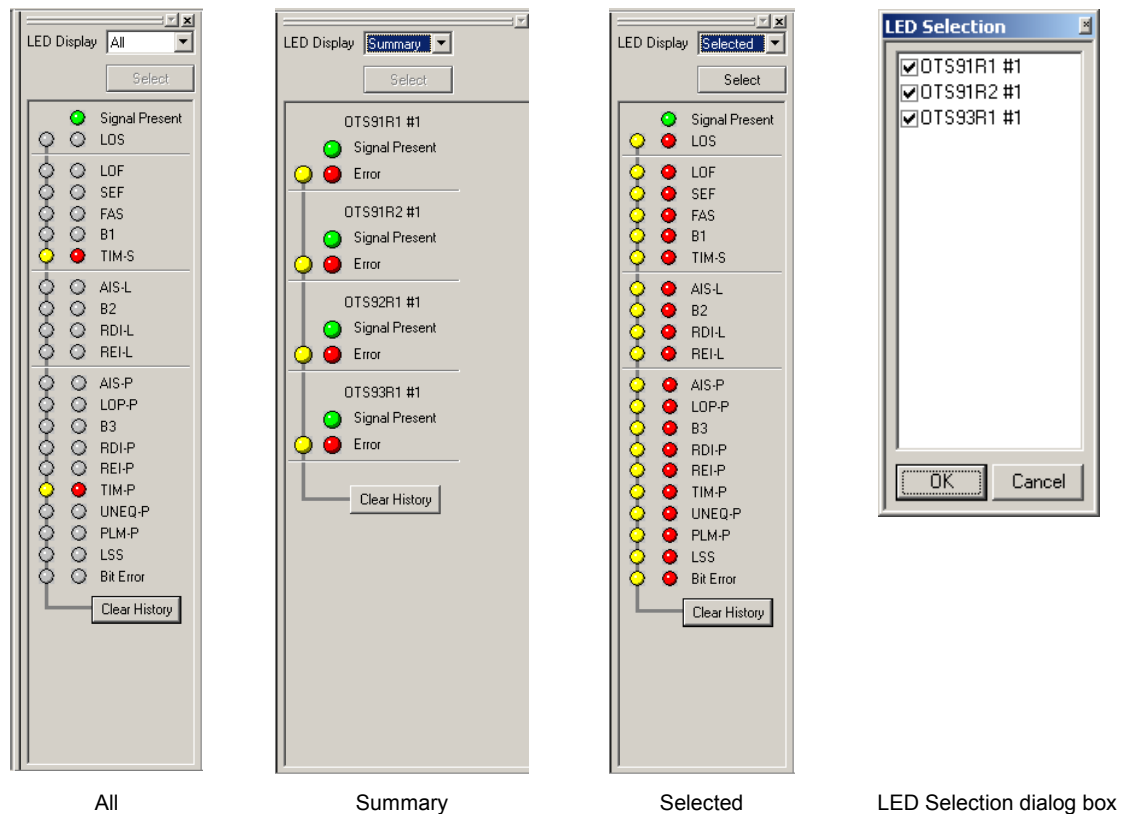 LED Display All
Select
Signal Present
LOS
LOF
SEF
FAS
B1
TIM-S
AIS-L
B2
RDI-L
REI-L
AIS-P
LOP-P
B3
RDI-P
REI-P
TIM-P
UNEQ-P
PLM-P
LSS
Bit Error
Clear History
All
LED Display Summary
Select
OTS91R1 #1
Signal Present
Error
OTS91R2 #1
Signal Present
Error
OTS92R1 #1
Signal Present
Error
OTS93R1 #1
Signal Present
Error
Clear History
Summary
LED Display Selected
Select
Signal Present
LOS
LOF
SEF
FAS
B1
TIM-S
AIS-L
B2
RDI-L
REI-L
AIS-P
LOP-P
B3
RDI-P
REI-P
TIM-P
UNEQ-P
PLM-P
LSS
Bit Error
Clear History
Selected
LED Selection
OTS91R1 #1
OTS91R2 #1
OTS93R1 #1
OK Cancel
LED Selection dialog box